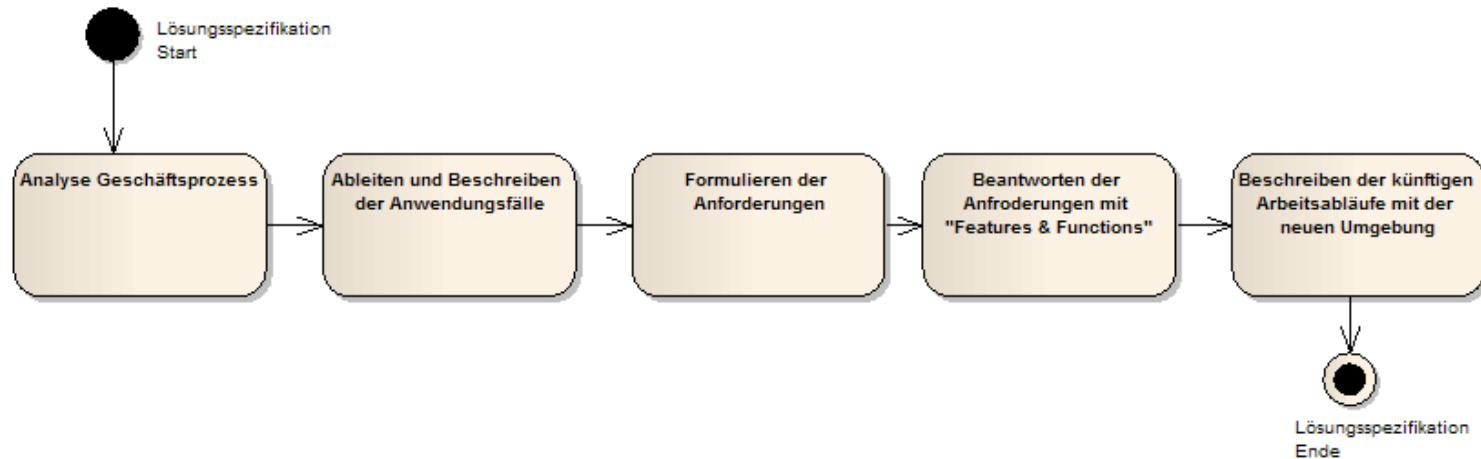 Lösungsspezifikation
Start
Analyse Geschäftsprozess
Ableiten und Beschreiben
der Anwendungsfälle
Formulieren der
Anforderungen
Beantworten der
Anfroderungen mit
"Features & Functions"
Beschreiben der künftigen
Arbeitsabläufe mit der
neuen Umgebung
Lösungsspezifikation
Ende